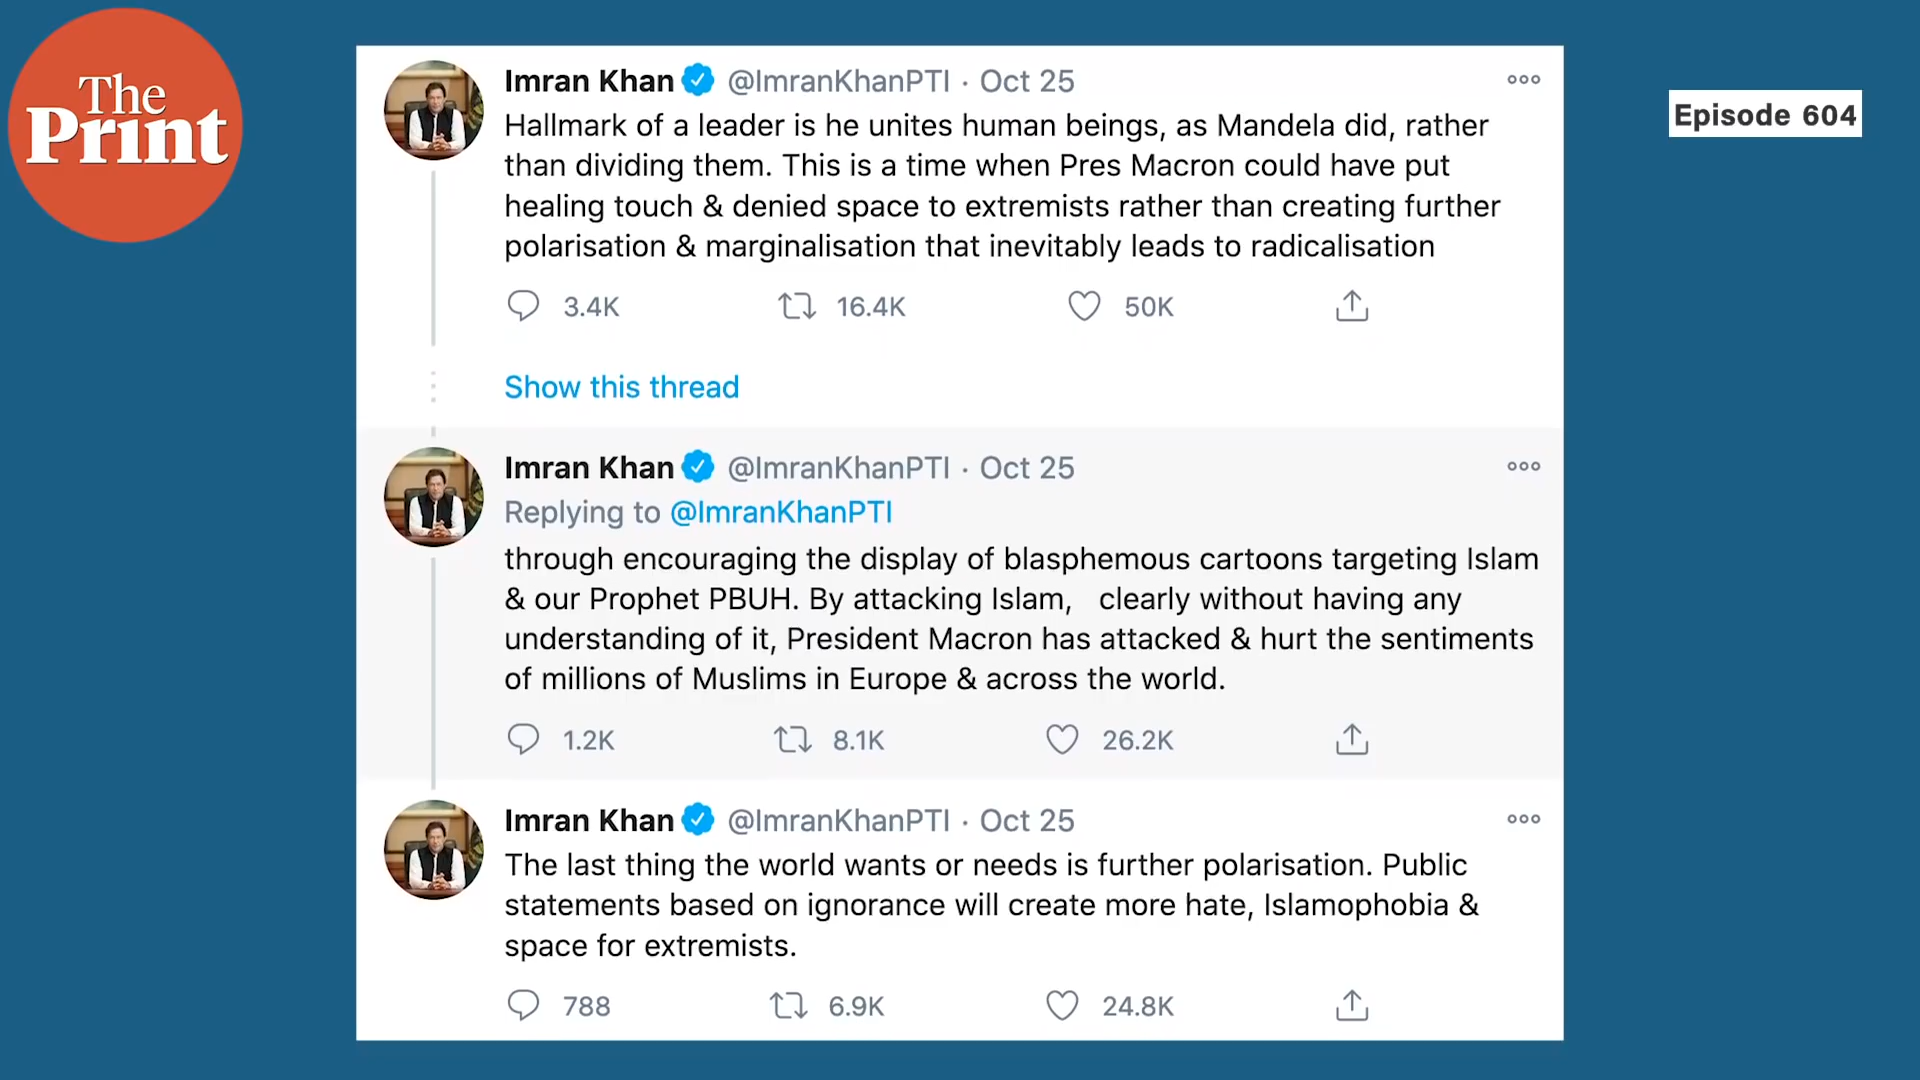 The
Print
Episode 604
Imran Khan @ImranKhanPTI · Oct 25
Hallmark of a leader is he unites human beings, as Mandela did, rather
than dividing them. This is a time when Pres Macron could have put
healing touch & denied space to extremists rather than creating further
polarisation & marginalisation that inevitably leads to radicalisation
3.4K 16.4K 50K
Show this thread
Imran Khan @ImranKhanPTI · Oct 25
Replying to @ImranKhanPTI
through encouraging the display of blasphemous cartoons targeting Islam
& our Prophet PBUH. By attacking Islam, clearly without having any
understanding of it, President Macron has attacked & hurt the sentiments
of millions of Muslims in Europe & across the world.
1.2K 8.1K 26.2K
Imran Khan @ImranKhanPTI · Oct 25
The last thing the world wants or needs is further polarisation. Public
statements based on ignorance will create more hate, Islamophobia &
space for extremists.
788 6.9K 24.8K